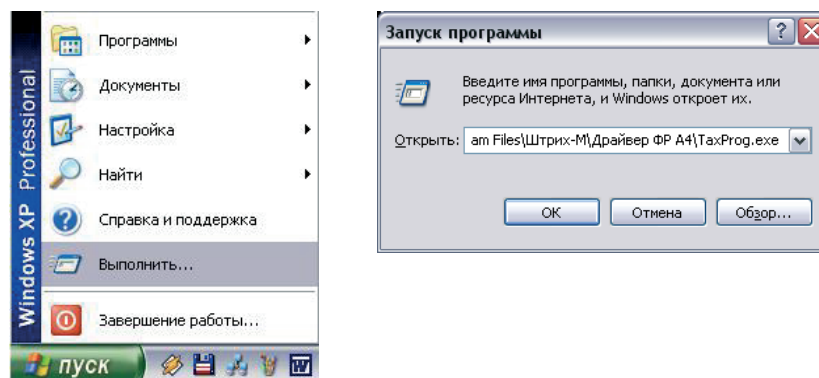 Windows XP Professional
Программы
Документы
Настройка
Найти
Справка и поддержка
Выполнить...
Завершение работы...
пуск
Запуск программы
Введите имя программы, папки, документа или
ресурса Интернета, и Windows откроет их.
Открыть: am Files\Штрих-М\Драйвер ФР А4\TaxProg.exe
ОК Отмена Обзор...